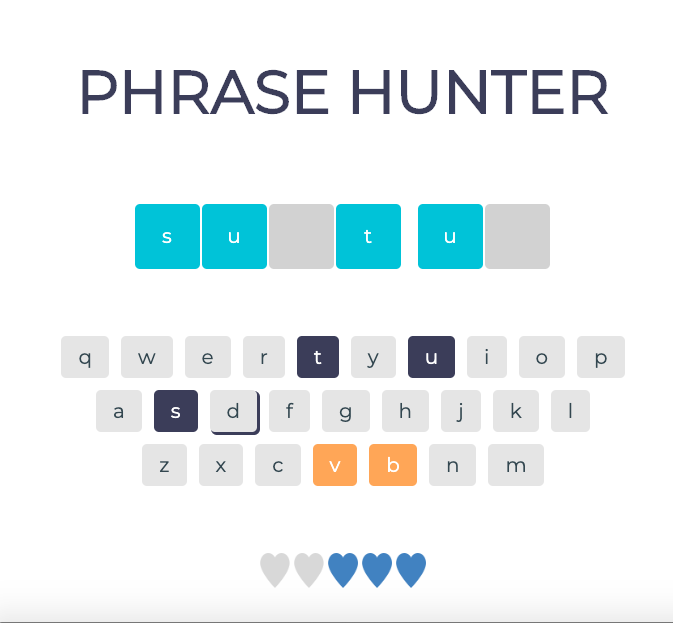 PHRASE HUNTER
s u t u
q w e r t y u i o p
a s d f g h j k l
z x c v b n m